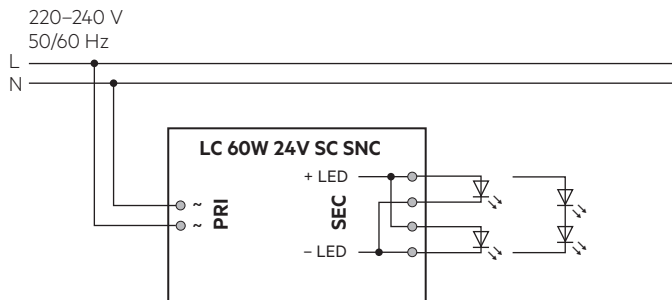 220–240 V
50/60 Hz
L
N
LC 60W 24V SC SNC
+ LED
~
PRI
SEC
~
– LED